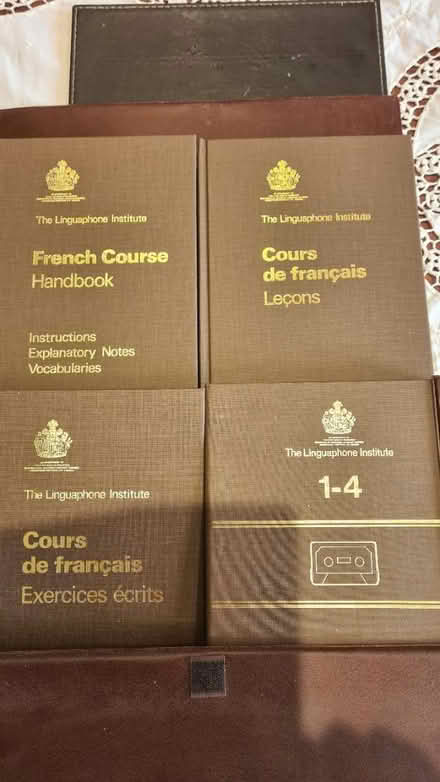 The Linguaphone Institute
French Course
Handbook
Instructions
Explanatory Notes
Vocabularies
The Linguaphone Institute
Cours
de français
Leçons
The Linguaphone Institute
Cours
de français
Exercices écrits
The Linguaphone Institute
1-4